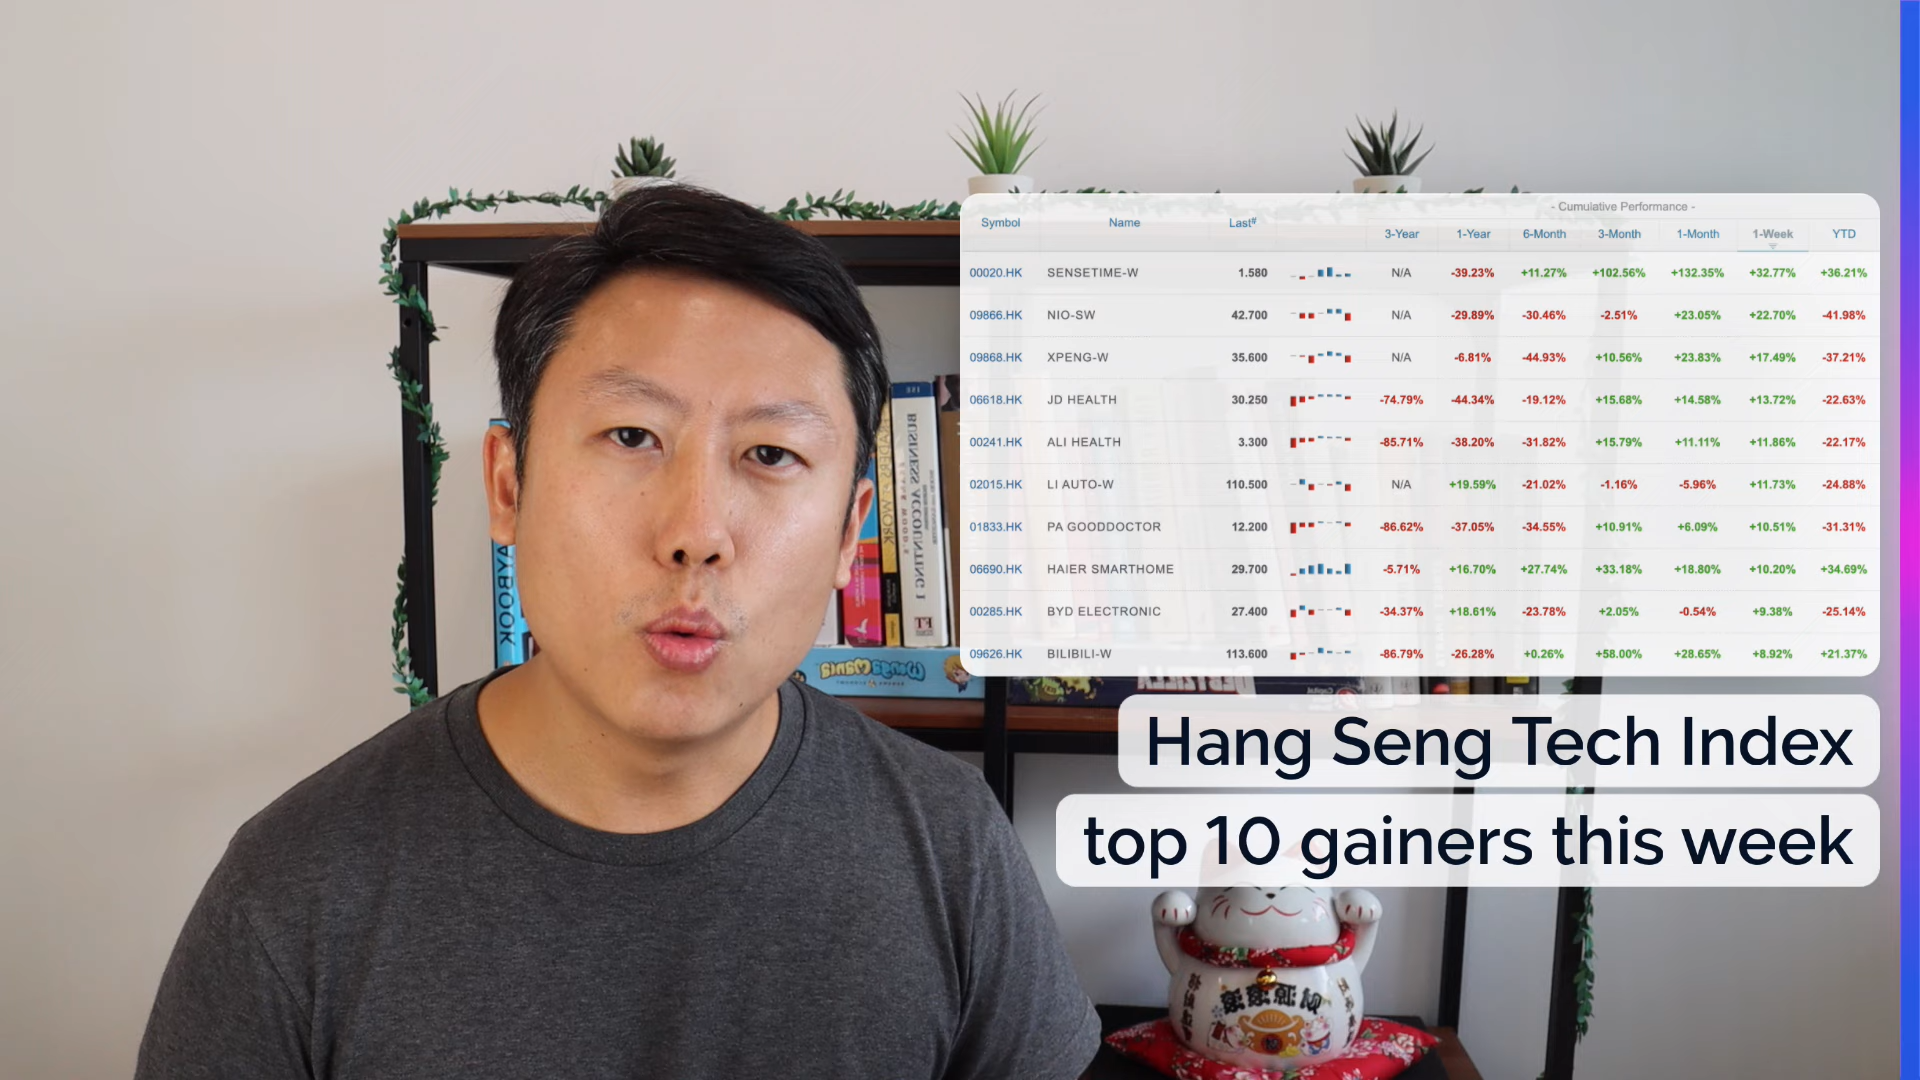 - Cumulative Performance -
Symbol Name Last# 3-Year 1-Year 6-Month 3-Month 1-Month 1-Week YTD
00020.HK SENSETIME-W 1.580 N/A -39.23% +11.27% +102.56% +132.35% +32.77% +36.21%
09866.HK NIO-SW 42.700 N/A -29.89% -30.46% -2.51% +23.05% +22.70% -41.98%
09868.HK XPENG-W 35.600 N/A -6.81% -44.93% +10.56% +23.83% +17.49% -37.21%
06618.HK JD HEALTH 30.250 -74.79% -44.34% -19.12% +15.68% +14.58% +13.72% -22.63%
00241.HK ALI HEALTH 3.300 -85.71% -38.20% -31.82% +15.79% +11.11% +11.86% -22.17%
02015.HK LI AUTO-W 110.500 N/A +19.59% -21.02% -1.16% -5.96% +11.73% -24.88%
01833.HK PA GOODDOCTOR 12.200 -86.62% -37.05% -34.55% +10.91% +6.09% +10.51% -31.31%
06690.HK HAIER SMARTHOME 29.700 -5.71% +16.70% +27.74% +33.18% +18.80% +10.20% +34.69%
00285.HK BYD ELECTRONIC 27.400 -34.37% +18.61% -23.78% +2.05% -0.54% +9.38% -25.14%
09626.HK BILIBILI-W 113.600 -86.79% -26.28% +0.26% +58.00% +28.65% +8.92% +21.37%
Hang Seng Tech Index
top 10 gainers this week
BUSINESS ACCOUNTING 1
AT WORK
AYBOOK
FT